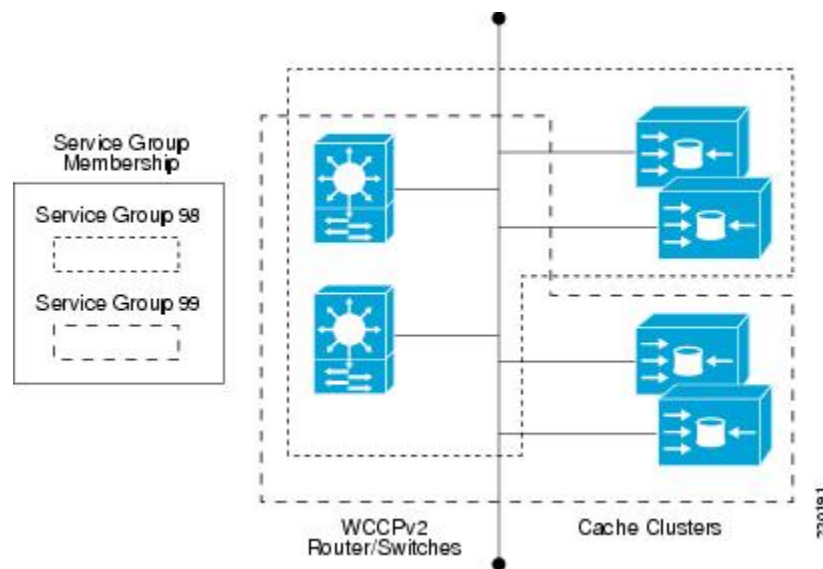 Service Group
Membership
Service Group 98
Service Group 99
WCCPv2
Router/Switches
Cache Clusters